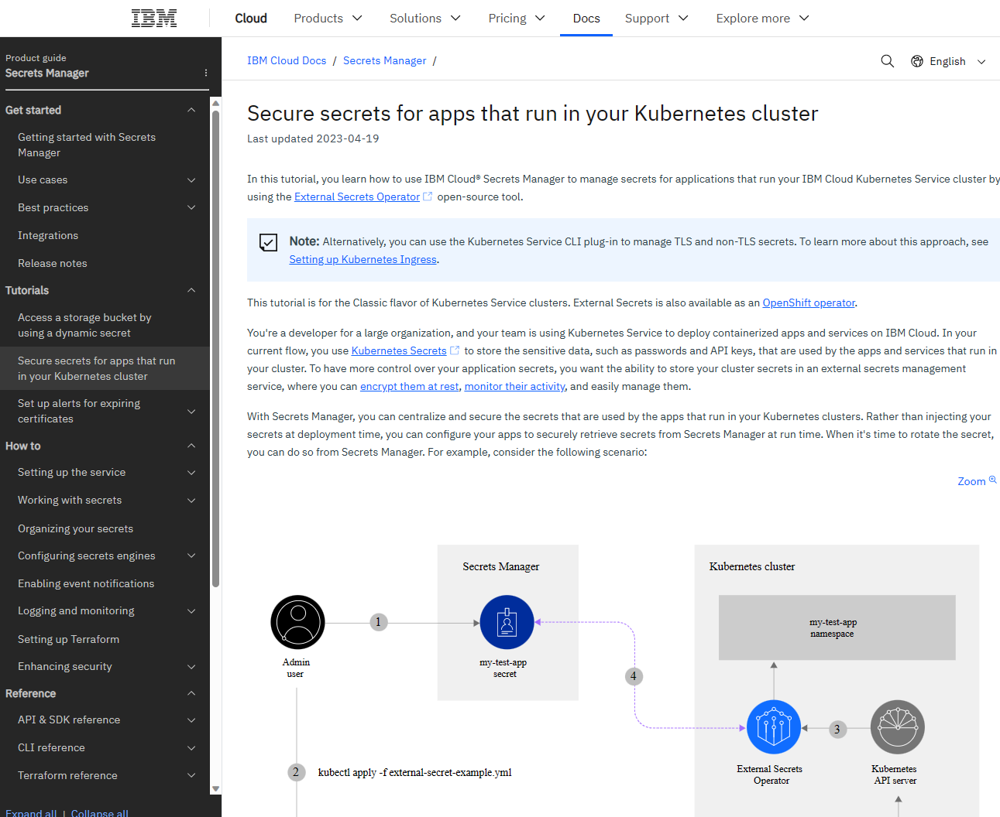 IBM Cloud Products Solutions Pricing Docs Support Explore more
Product guide
Secrets Manager
Get started
Getting started with Secrets
Manager
Use cases
Best practices
Integrations
Release notes
Tutorials
Access a storage bucket by
using a dynamic secret
Secure secrets for apps that run
in your Kubernetes cluster
Set up alerts for expiring
certificates
How to
Setting up the service
Working with secrets
Organizing your secrets
Configuring secrets engines
Enabling event notifications
Logging and monitoring
Setting up Terraform
Enhancing security
Reference
API & SDK reference
CLI reference
Terraform reference
Expand all | Collapse all
IBM Cloud Docs / Secrets Manager /
English
Secure secrets for apps that run in your Kubernetes cluster
Last updated 2023-04-19
In this tutorial, you learn how to use IBM Cloud® Secrets Manager to manage secrets for applications that run your IBM Cloud Kubernetes Service cluster by
using the External Secrets Operator open-source tool.
Note: Alternatively, you can use the Kubernetes Service CLI plug-in to manage TLS and non-TLS secrets. To learn more about this approach, see
Setting up Kubernetes Ingress.
This tutorial is for the Classic flavor of Kubernetes Service clusters. External Secrets is also available as an OpenShift operator.
You're a developer for a large organization, and your team is using Kubernetes Service to deploy containerized apps and services on IBM Cloud. In your
current flow, you use Kubernetes Secrets to store the sensitive data, such as passwords and API keys, that are used by the apps and services that run in
your cluster. To have more control over your application secrets, you want the ability to store your cluster secrets in an external secrets management
service, where you can encrypt them at rest, monitor their activity, and easily manage them.
With Secrets Manager, you can centralize and secure the secrets that are used by the apps that run in your Kubernetes clusters. Rather than injecting your
secrets at deployment time, you can configure your apps to securely retrieve secrets from Secrets Manager at run time. When it's time to rotate the secret,
you can do so from Secrets Manager. For example, consider the following scenario:
Zoom
Secrets Manager
Kubernetes cluster
1
my-test-app
namespace
Admin
user
my-test-app
secret
4
3
External Secrets
Operator
Kubernetes
API server
2
kubectl apply -f external-secret-example.yml